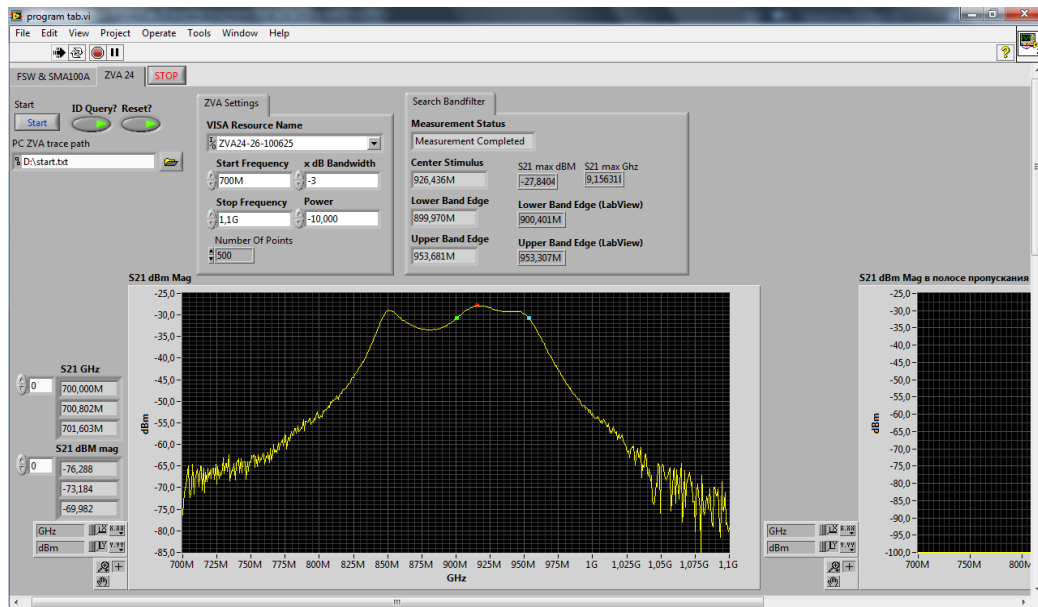 program tab.vi
File Edit View Project Operate Tools Window Help
FSW & SMA100A ZVA 24 STOP
Start ID Query? Reset?
Start
PC ZVA trace path
D:\start.txt
ZVA Settings
VISA Resource Name
ZVA24-26-100625
Start Frequency x dB Bandwidth
700M -3
Stop Frequency Power
1,1G -10,000
Number Of Points
500
Search Bandfilter
Measurement Status
Measurement Completed
Center Stimulus S21 max dBM S21 max Ghz
926,436M -27,8404
Lower Band Edge Lower Band Edge (LabView)
899,970M 900,401M
Upper Band Edge Upper Band Edge (LabView)
953,681M 953,307M
S21 GHz
0
700,000M
700,802M
701,603M
S21 dBM mag
0
-76,288
-73,184
-69,982
GHz
dBm
S21 dBm Mag
dBm
-25,0
-30,0
-35,0
-40,0
-45,0
-50,0
-55,0
-60,0
-65,0
-70,0
-75,0
-80,0
-85,0
700M 725M 750M 775M 800M 825M 850M 875M 900M 925M 950M 975M 1G 1,025G 1,05G 1,075G 1,1G
GHz
GHz
dBm
S21 dBm Mag в полосе пропускания
dBm
-25,0
-30,0
-35,0
-40,0
-45,0
-50,0
-55,0
-60,0
-65,0
-70,0
-75,0
-80,0
-85,0
-90,0
-95,0
-100,0
700M 750M 800M